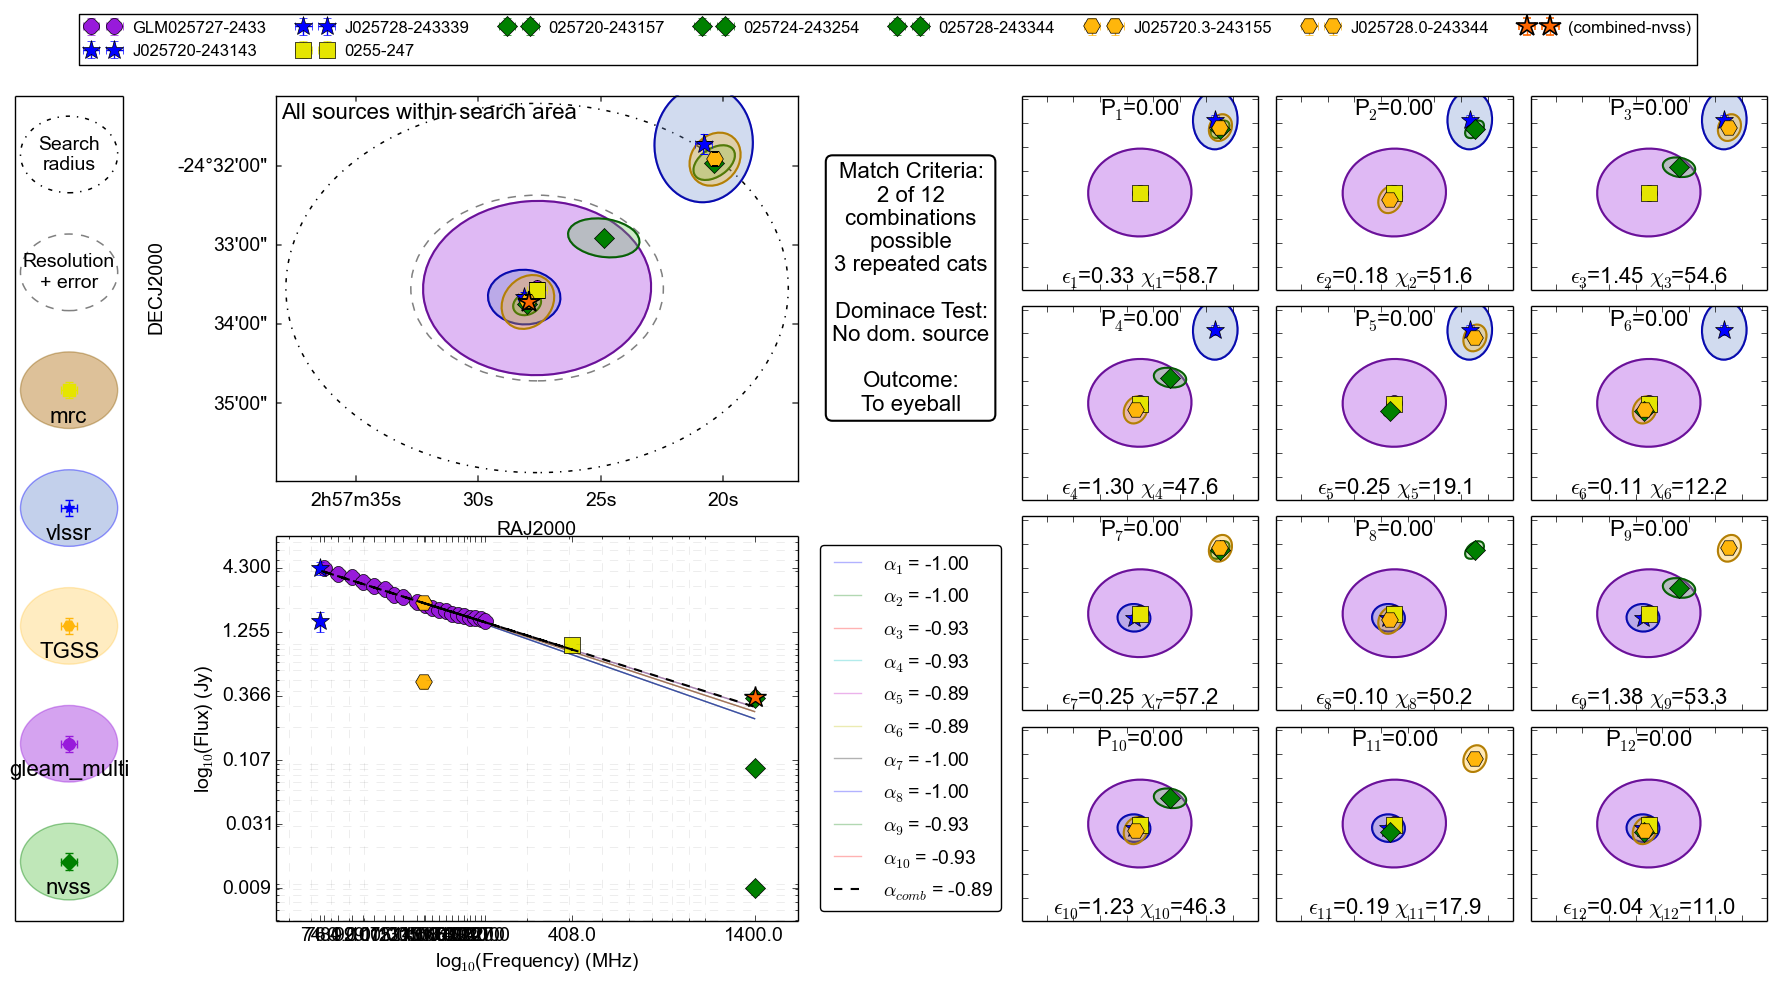 GLM025727-2433 J025728-243339 025720-243157 025724-243254 025728-243344 J025720.3-243155 J025728.0-243344 (combined-nvss)
J025720-243143 0255-247
Search
radius
Resolution
+ error
mrc
vlssr
TGSS
gleam_multi
nvss
All sources within search area
DECJ2000
-24°32'00"
33'00"
34'00"
35'00"
2h57m35s 30s 25s 20s
RAJ2000
Match Criteria:
2 of 12
combinations
possible
3 repeated cats
Dominace Test:
No dom. source
Outcome:
To eyeball
log₁₀(Flux) (Jy)
4.300
1.255
0.366
0.107
0.031
0.009
408.0 1400.0
log₁₀(Frequency) (MHz)
α₁ = -1.00
α₂ = -1.00
α₃ = -0.93
α₄ = -0.93
α₅ = -0.89
α₆ = -0.89
α₇ = -1.00
α₈ = -1.00
α₉ = -0.93
α₁₀ = -0.93
α_comb = -0.89
P₁=0.00
ϵ₁=0.33 χ₁=58.7
P₂=0.00
ϵ₂=0.18 χ₂=51.6
P₃=0.00
ϵ₃=1.45 χ₃=54.6
P₄=0.00
ϵ₄=1.30 χ₄=47.6
P₅=0.00
ϵ₅=0.25 χ₅=19.1
P₆=0.00
ϵ₆=0.11 χ₆=12.2
P₇=0.00
ϵ₇=0.25 χ₇=57.2
P₈=0.00
ϵ₈=0.10 χ₈=50.2
P₉=0.00
ϵ₉=1.38 χ₉=53.3
P₁₀=0.00
ϵ₁₀=1.23 χ₁₀=46.3
P₁₁=0.00
ϵ₁₁=0.19 χ₁₁=17.9
P₁₂=0.00
ϵ₁₂=0.04 χ₁₂=11.0